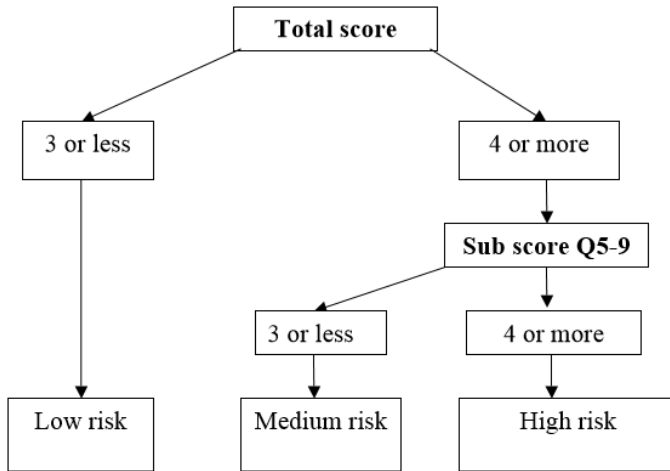 Total score
3 or less
4 or more
Sub score Q5-9
3 or less
4 or more
Low risk
Medium risk
High risk